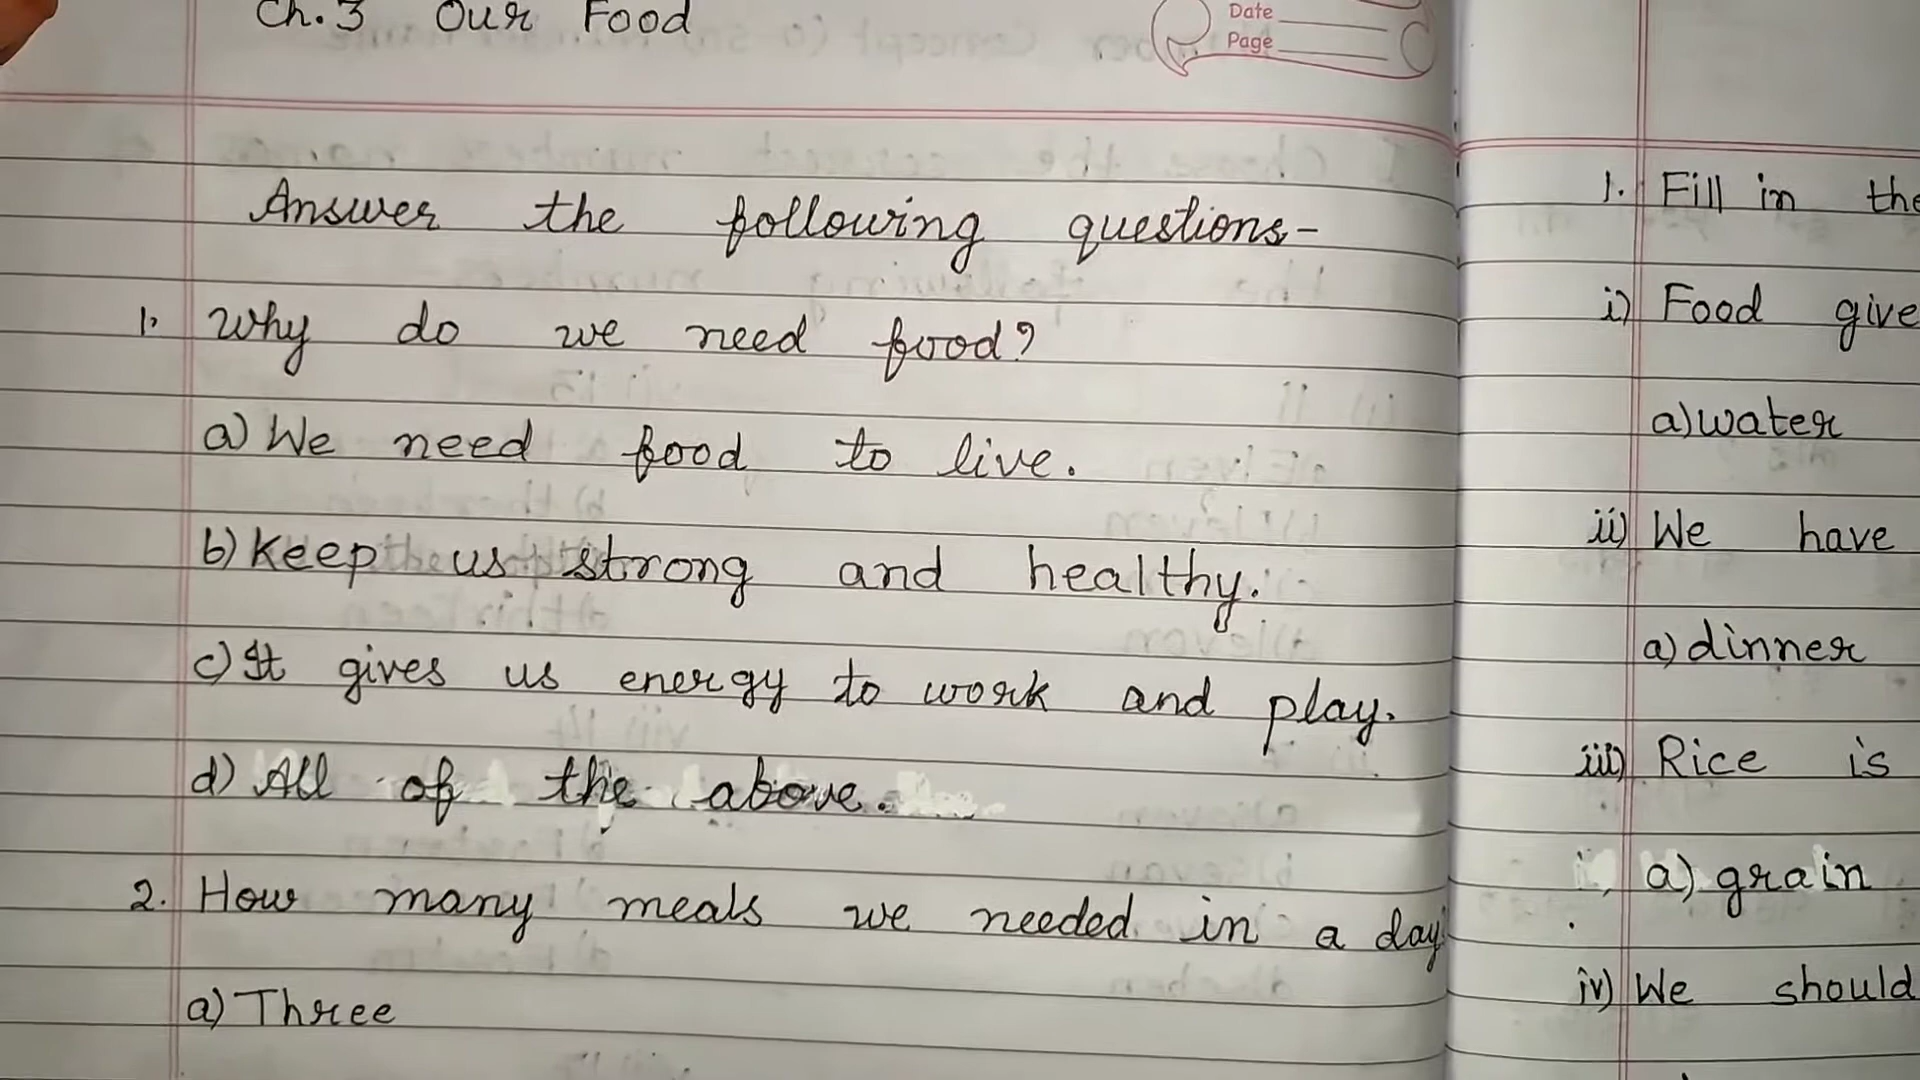 Ch.3 Our Food
Date
Page
Answer the following questions-
1. Why do we need food?
a) We need food to live.
b) Keep us strong and healthy.
c) It gives us energy to work and play.
d) All of the above.
2. How many meals we needed in a day
a) Three
1. Fill in the
i) Food give
a) water
ii) We have
a) dinner
iii) Rice is
a) grain
iv) We should